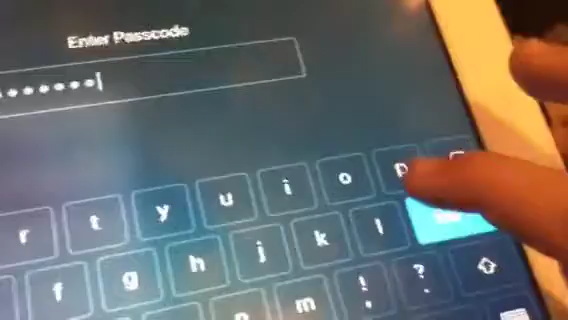 Enter Passcode
r t y u i o p
f g h j k l
n m ! , ? .